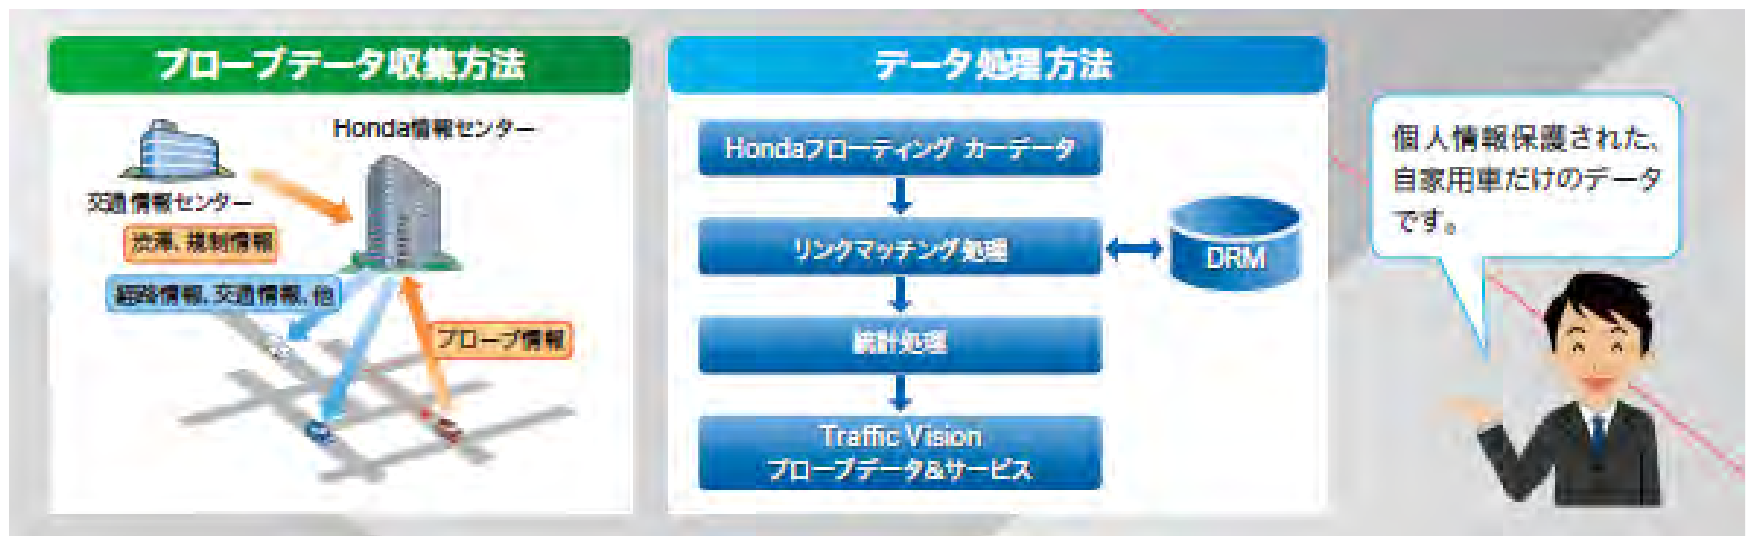 プローブデータ収集方法
Honda情報センター
交通情報センター
渋滞、規制情報
経路情報、交通情報、他
プローブ情報
データ処理方法
Hondaフローティング カーデータ
リンクマッチング処理
DRM
統計処理
Traffic Vision
プローブデータ&サービス
個人情報保護された、
自家用車だけのデータ
です。